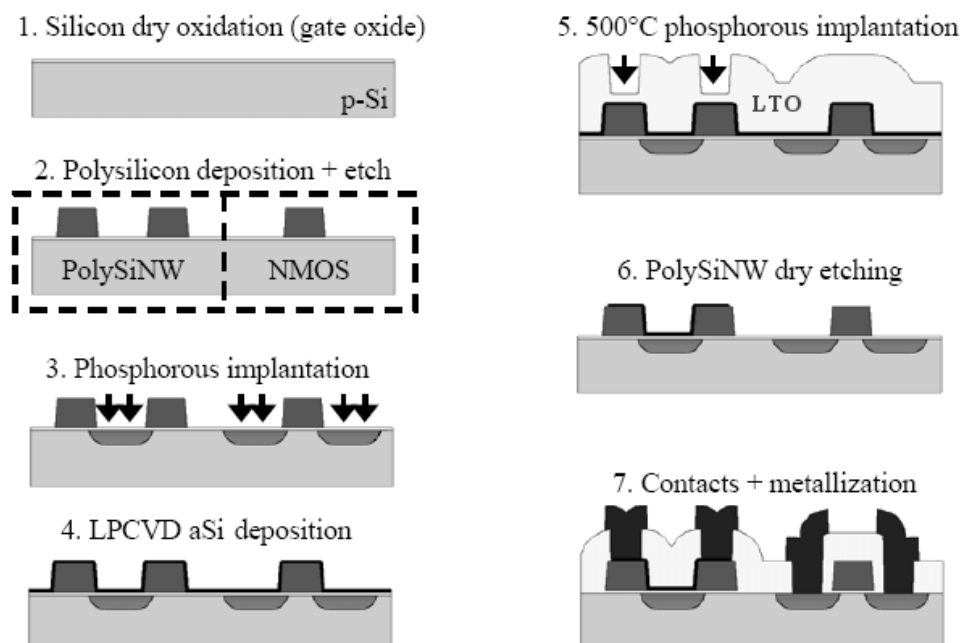 1. Silicon dry oxidation (gate oxide)
p-Si
2. Polysilicon deposition + etch
PolySiNW
NMOS
3. Phosphorous implantation
4. LPCVD aSi deposition
5. 500°C phosphorous implantation
LTO
6. PolySiNW dry etching
7. Contacts + metallization